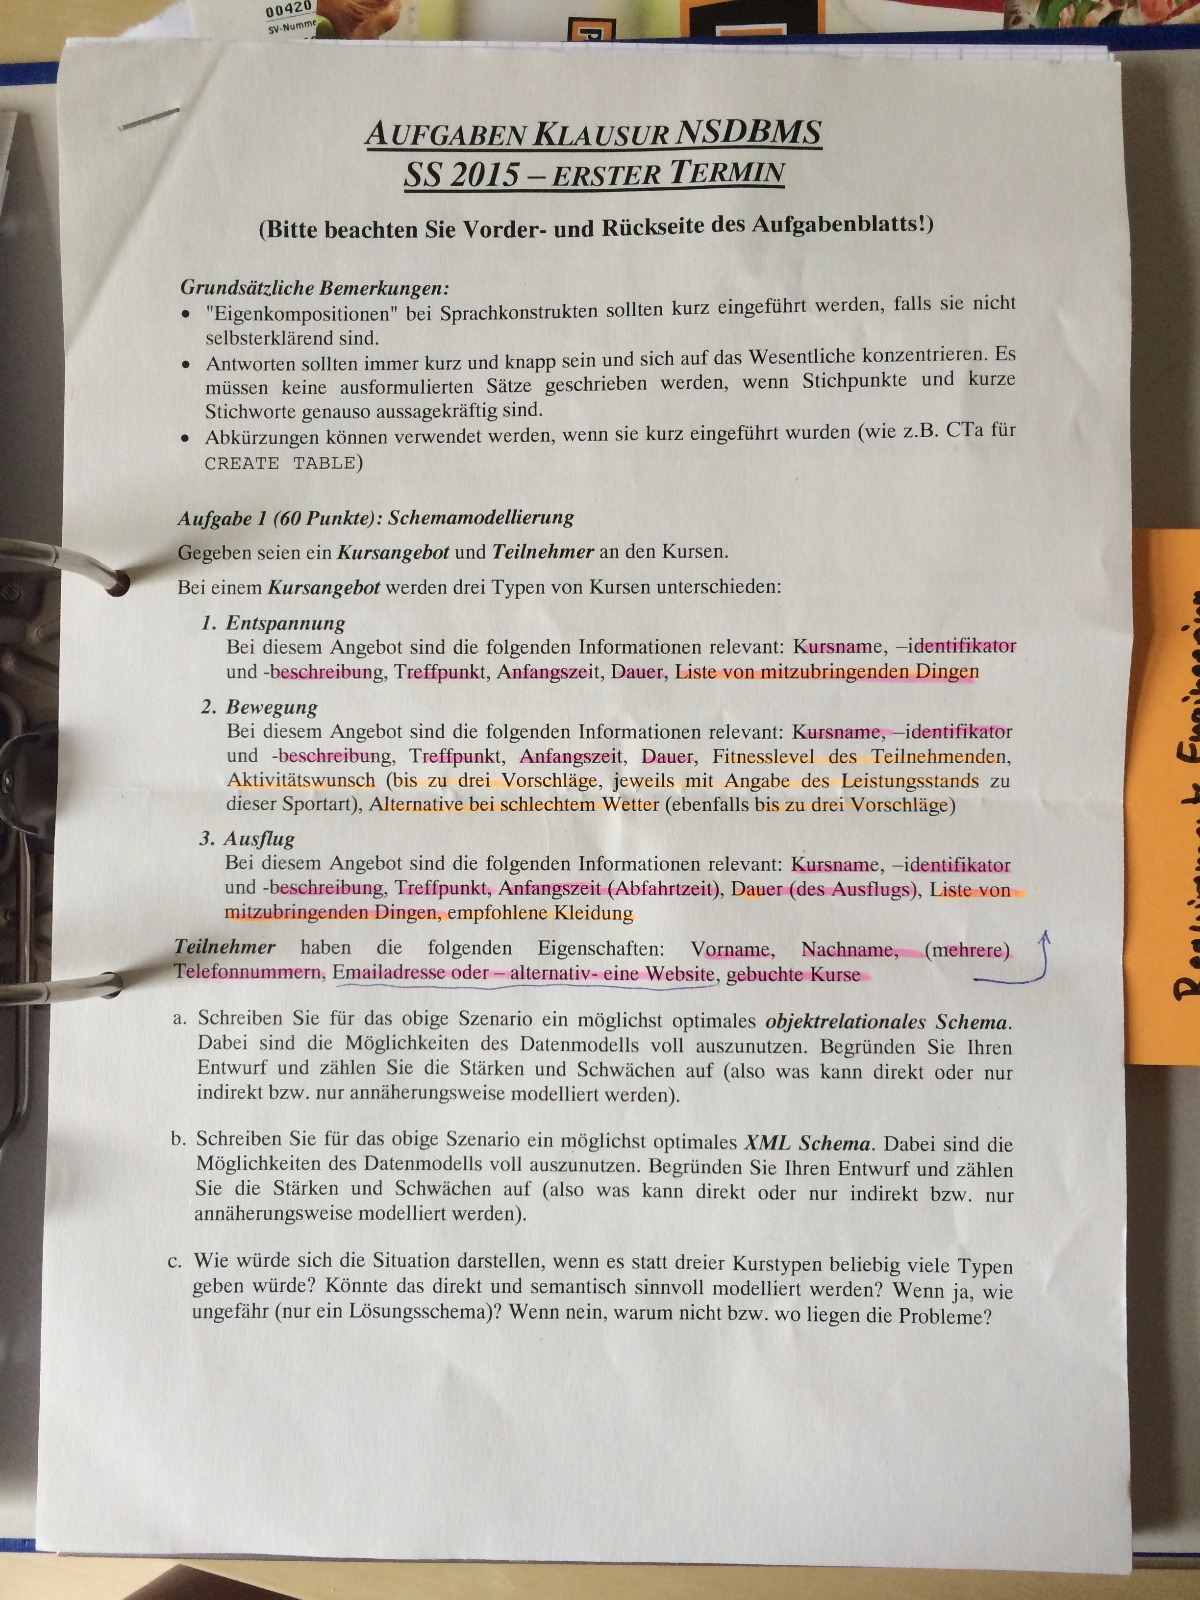 00420
SV-Numme
AUFGABEN KLAUSUR NSDBMS
SS 2015 – ERSTER TERMIN
(Bitte beachten Sie Vorder- und Rückseite des Aufgabenblatts!)
Grundsätzliche Bemerkungen:
• "Eigenkompositionen" bei Sprachkonstrukten sollten kurz eingeführt werden, falls sie nicht
selbsterklärend sind.
• Antworten sollten immer kurz und knapp sein und sich auf das Wesentliche konzentrieren. Es
müssen keine ausformulierten Sätze geschrieben werden, wenn Stichpunkte und kurze
Stichworte genauso aussagekräftig sind.
• Abkürzungen können verwendet werden, wenn sie kurz eingeführt wurden (wie z.B. CTa für
CREATE TABLE)
Aufgabe 1 (60 Punkte): Schemamodellierung
Gegeben seien ein Kursangebot und Teilnehmer an den Kursen.
Bei einem Kursangebot werden drei Typen von Kursen unterschieden:
1. Entspannung
Bei diesem Angebot sind die folgenden Informationen relevant: Kursname, –identifikator
und -beschreibung, Treffpunkt, Anfangszeit, Dauer, Liste von mitzubringenden Dingen
2. Bewegung
Bei diesem Angebot sind die folgenden Informationen relevant: Kursname, –identifikator
und -beschreibung, Treffpunkt, Anfangszeit, Dauer, Fitnesslevel des Teilnehmenden,
Aktivitätswunsch (bis zu drei Vorschläge, jeweils mit Angabe des Leistungsstands zu
dieser Sportart), Alternative bei schlechtem Wetter (ebenfalls bis zu drei Vorschläge)
3. Ausflug
Bei diesem Angebot sind die folgenden Informationen relevant: Kursname, –identifikator
und -beschreibung, Treffpunkt, Anfangszeit (Abfahrtzeit), Dauer (des Ausflugs), Liste von
mitzubringenden Dingen, empfohlene Kleidung
Teilnehmer haben die folgenden Eigenschaften: Vorname, Nachname, (mehrere)
Telefonnummern, Emailadresse oder – alternativ- eine Website, gebuchte Kurse
a. Schreiben Sie für das obige Szenario ein möglichst optimales objektrelationales Schema.
Dabei sind die Möglichkeiten des Datenmodells voll auszunutzen. Begründen Sie Ihren
Entwurf und zählen Sie die Stärken und Schwächen auf (also was kann direkt oder nur
indirekt bzw. nur annäherungsweise modelliert werden).
b. Schreiben Sie für das obige Szenario ein möglichst optimales XML Schema. Dabei sind die
Möglichkeiten des Datenmodells voll auszunutzen. Begründen Sie Ihren Entwurf und zählen
Sie die Stärken und Schwächen auf (also was kann direkt oder nur indirekt bzw. nur
annäherungsweise modelliert werden).
c. Wie würde sich die Situation darstellen, wenn es statt dreier Kurstypen beliebig viele Typen
geben würde? Könnte das direkt und semantisch sinnvoll modelliert werden? Wenn ja, wie
ungefähr (nur ein Lösungsschema)? Wenn nein, warum nicht bzw. wo liegen die Probleme?